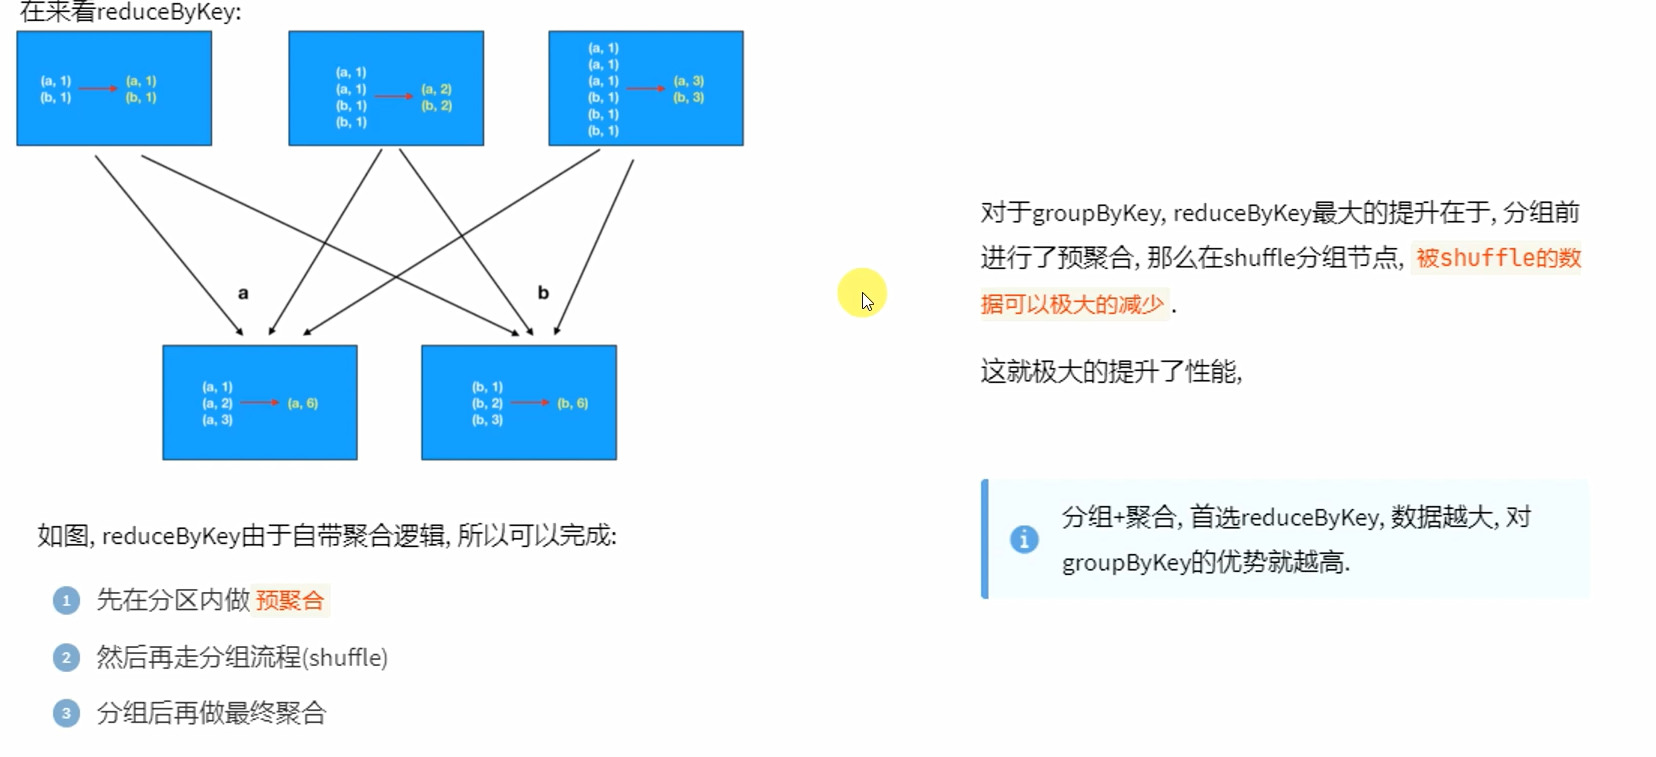 在来看reduceByKey:
(a, 1)
(b, 1)
(a, 1)
(b, 1)
(a, 1)
(a, 1)
(b, 1)
(b, 1)
(a, 2)
(b, 2)
(a, 1)
(a, 1)
(a, 1)
(b, 1)
(b, 1)
(b, 1)
(a, 3)
(b, 3)
a
b
(a, 1)
(a, 2)
(a, 3)
(a, 6)
(b, 1)
(b, 2)
(b, 3)
(b, 6)
如图, reduceByKey由于自带聚合逻辑, 所以可以完成:
1 先在分区内做 预聚合
2 然后再走分组流程(shuffle)
3 分组后再做最终聚合
对于groupByKey, reduceByKey最大的提升在于, 分组前
进行了预聚合, 那么在shuffle分组节点, 被shuffle的数
据可以极大的减少.
这就极大的提升了性能,
分组+聚合, 首选reduceByKey, 数据越大, 对
groupByKey的优势就越高.